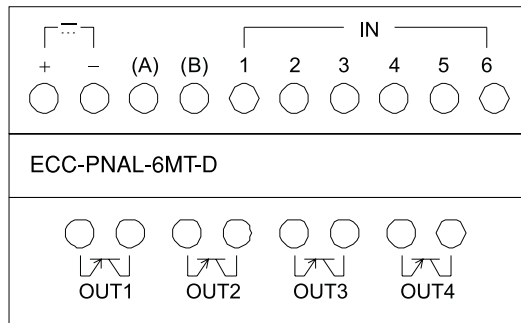 IN
+ − (A) (B) 1 2 3 4 5 6
ECC-PNAL-6MT-D
OUT1 OUT2 OUT3 OUT4